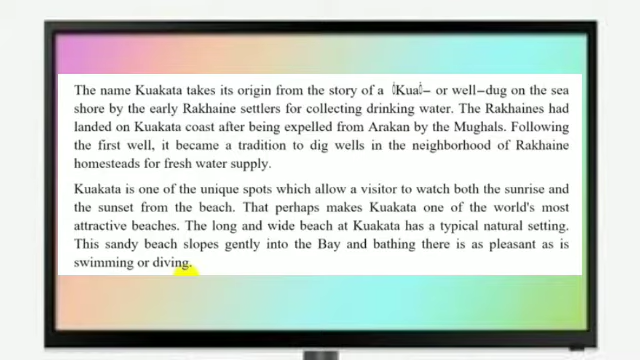 The name Kuakata takes its origin from the story of a 'Kua'– or well–dug on the sea
shore by the early Rakhaine settlers for collecting drinking water. The Rakhaines had
landed on Kuakata coast after being expelled from Arakan by the Mughals. Following
the first well, it became a tradition to dig wells in the neighborhood of Rakhaine
homesteads for fresh water supply.
Kuakata is one of the unique spots which allow a visitor to watch both the sunrise and
the sunset from the beach. That perhaps makes Kuakata one of the world's most
attractive beaches. The long and wide beach at Kuakata has a typical natural setting.
This sandy beach slopes gently into the Bay and bathing there is as pleasant as is
swimming or diving.